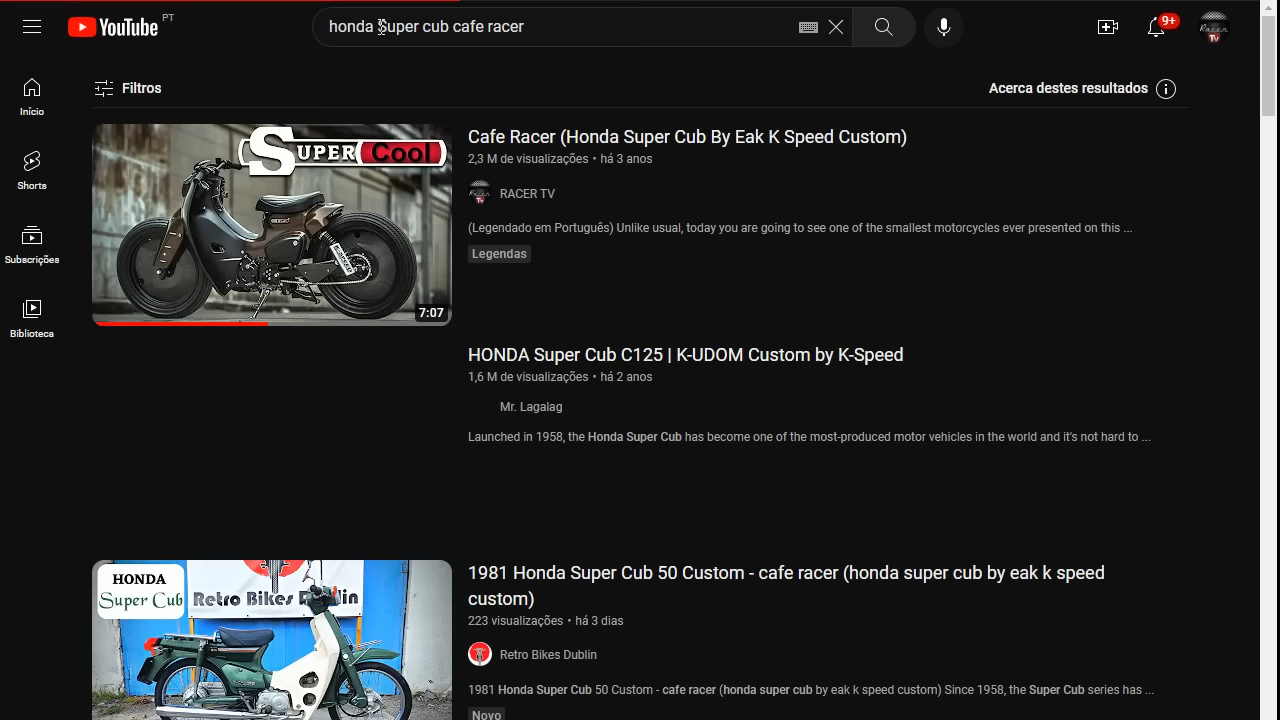 YouTube PT
honda Super cub cafe racer
9+
Filtros
Acerca destes resultados
Início
Shorts
Subscrições
Biblioteca
SUPER Cool
7:07
Cafe Racer (Honda Super Cub By Eak K Speed Custom)
2,3 M de visualizações • há 3 anos
RACER TV
(Legendado em Português) Unlike usual, today you are going to see one of the smallest motorcycles ever presented on this ...
Legendas
HONDA Super Cub C125 | K-UDOM Custom by K-Speed
1,6 M de visualizações • há 2 anos
Mr. Lagalag
Launched in 1958, the Honda Super Cub has become one of the most-produced motor vehicles in the world and it's not hard to ...
HONDA
Super Cub
Retro Bikes Dublin
1981 Honda Super Cub 50 Custom - cafe racer (honda super cub by eak k speed
custom)
223 visualizações • há 3 dias
Retro Bikes Dublin
1981 Honda Super Cub 50 Custom - cafe racer (honda super cub by eak k speed custom) Since 1958, the Super Cub series has ...
Novo